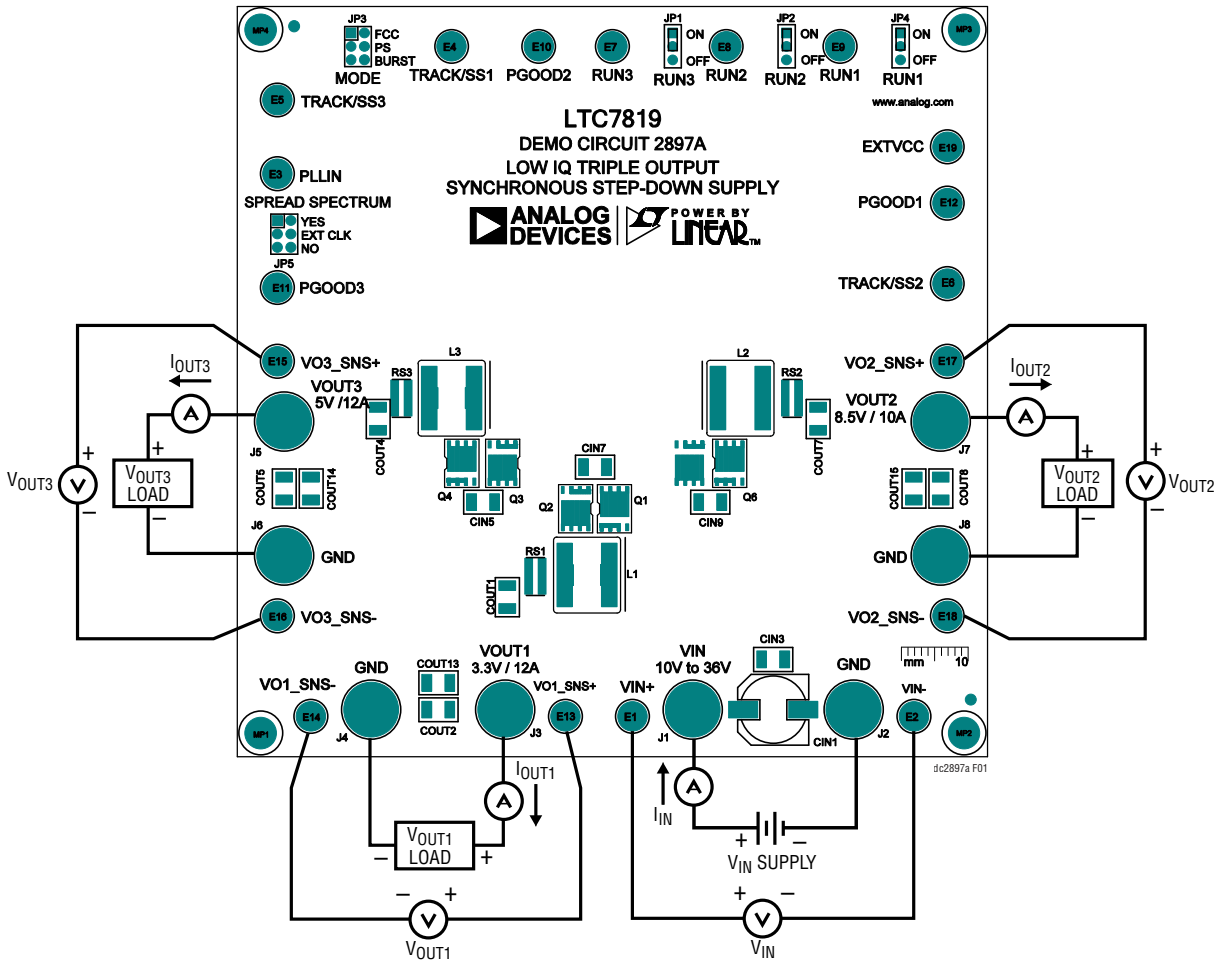 MP4
JP3
FCC
PS
BURST
MODE
E4
TRACK/SS1
E10
PGOOD2
E7
RUN3
JP1
ON
OFF
RUN3
E8
RUN2
JP2
ON
OFF
RUN2
E9
RUN1
JP4
ON
OFF
RUN1
MP3
www.analog.com
E5
TRACK/SS3
LTC7819
DEMO CIRCUIT 2897A
LOW IQ TRIPLE OUTPUT
SYNCHRONOUS STEP-DOWN SUPPLY
ANALOG
DEVICES
POWER BY
LINEAR™
EXTVCC
E19
E3
PLLIN
SPREAD SPECTRUM
YES
EXT CLK
NO
JP5
PGOOD1
E12
E11
PGOOD3
TRACK/SS2
E6
E15
VO3_SNS+
VOUT3
5V /12A
J5
IOUT3
A
+
VOUT3
LOAD
–
VOUT3
+
V
–
COUT5
COUT14
J6
GND
E16
VO3_SNS-
L3
RS3
COUT4
Q4
Q3
CIN5
CIN7
Q2
Q1
RS1
L1
COUT1
L2
RS2
COUT7
Q6
CIN9
VO2_SNS+
E17
VOUT2
8.5V / 10A
J7
IOUT2
A
+
VOUT2
LOAD
–
+
V
–
VOUT2
COUT15
COUT8
J8
GND
VO2_SNS-
E18
mm 10
VO1_SNS-
E14
GND
J4
COUT13
COUT2
VOUT1
3.3V / 12A
J3
VO1_SNS+
E13
VIN+
E1
VIN
10V to 36V
J1
CIN3
CIN1
GND
J2
VIN-
E2
MP1
MP2
dc2897a F01
IOUT1
A
–
VOUT1
LOAD
+
– +
V
VOUT1
IIN
A
+ –
VIN SUPPLY
+ –
V
VIN